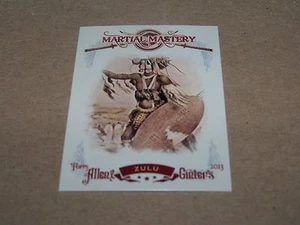 MARTIAL MASTERY
Topps Allen & Ginter's 2013
ZULU